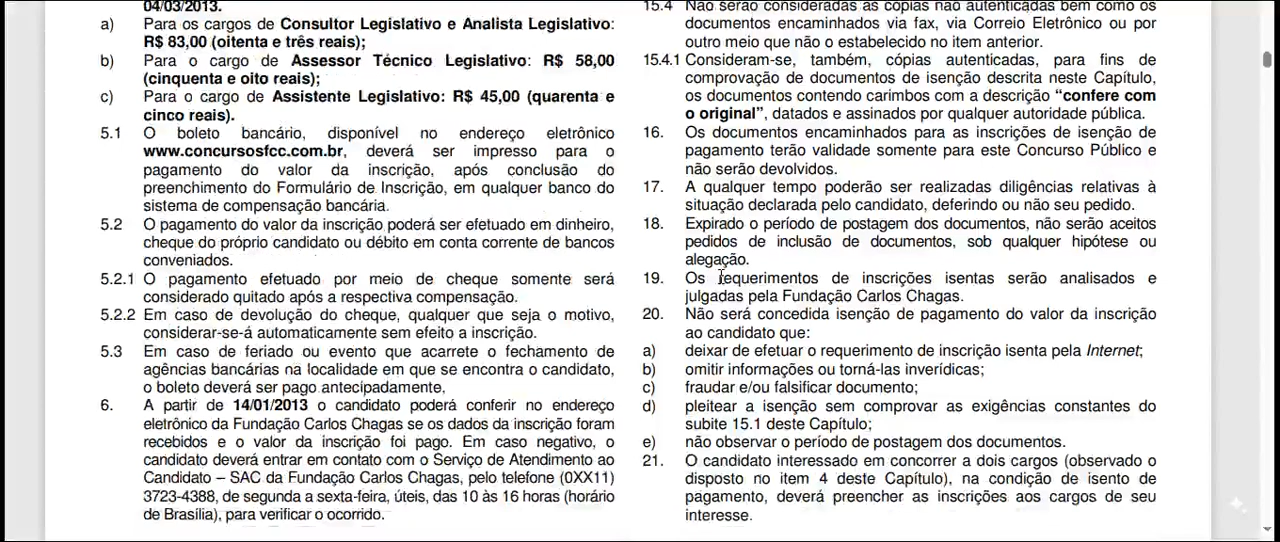 04/03/2013.
a) Para os cargos de Consultor Legislativo e Analista Legislativo:
R$ 83,00 (oitenta e três reais);
b) Para o cargo de Assessor Técnico Legislativo: R$ 58,00
(cinquenta e oito reais);
c) Para o cargo de Assistente Legislativo: R$ 45,00 (quarenta e
cinco reais).
5.1 O boleto bancário, disponível no endereço eletrônico
www.concursosfcc.com.br, deverá ser impresso para o
pagamento do valor da inscrição, após conclusão do
preenchimento do Formulário de Inscrição, em qualquer banco do
sistema de compensação bancária.
5.2 O pagamento do valor da inscrição poderá ser efetuado em dinheiro,
cheque do próprio candidato ou débito em conta corrente de bancos
conveniados.
5.2.1 O pagamento efetuado por meio de cheque somente será
considerado quitado após a respectiva compensação.
5.2.2 Em caso de devolução do cheque, qualquer que seja o motivo,
considerar-se-á automaticamente sem efeito a inscrição.
5.3 Em caso de feriado ou evento que acarrete o fechamento de
agências bancárias na localidade em que se encontra o candidato,
o boleto deverá ser pago antecipadamente.
6. A partir de 14/01/2013 o candidato poderá conferir no endereço
eletrônico da Fundação Carlos Chagas se os dados da inscrição foram
recebidos e o valor da inscrição foi pago. Em caso negativo, o
candidato deverá entrar em contato com o Serviço de Atendimento ao
Candidato – SAC da Fundação Carlos Chagas, pelo telefone (0XX11)
3723-4388, de segunda a sexta-feira, úteis, das 10 às 16 horas (horário
de Brasília), para verificar o ocorrido.
15.4 Não serão consideradas as cópias não autenticadas bem como os
documentos encaminhados via fax, via Correio Eletrônico ou por
outro meio que não o estabelecido no item anterior.
15.4.1 Consideram-se, também, cópias autenticadas, para fins de
comprovação de documentos de isenção descrita neste Capítulo,
os documentos contendo carimbos com a descrição “confere com
o original”, datados e assinados por qualquer autoridade pública.
16. Os documentos encaminhados para as inscrições de isenção de
pagamento terão validade somente para este Concurso Público e
não serão devolvidos.
17. A qualquer tempo poderão ser realizadas diligências relativas à
situação declarada pelo candidato, deferindo ou não seu pedido.
18. Expirado o período de postagem dos documentos, não serão aceitos
pedidos de inclusão de documentos, sob qualquer hipótese ou
alegação.
19. Os requerimentos de inscrições isentas serão analisados e
julgadas pela Fundação Carlos Chagas.
20. Não será concedida isenção de pagamento do valor da inscrição
ao candidato que:
a) deixar de efetuar o requerimento de inscrição isenta pela Internet;
b) omitir informações ou torná-las inverídicas;
c) fraudar e/ou falsificar documento;
d) pleitear a isenção sem comprovar as exigências constantes do
subite 15.1 deste Capítulo;
e) não observar o período de postagem dos documentos.
21. O candidato interessado em concorrer a dois cargos (observado o
disposto no item 4 deste Capítulo), na condição de isento de
pagamento, deverá preencher as inscrições aos cargos de seu
interesse.